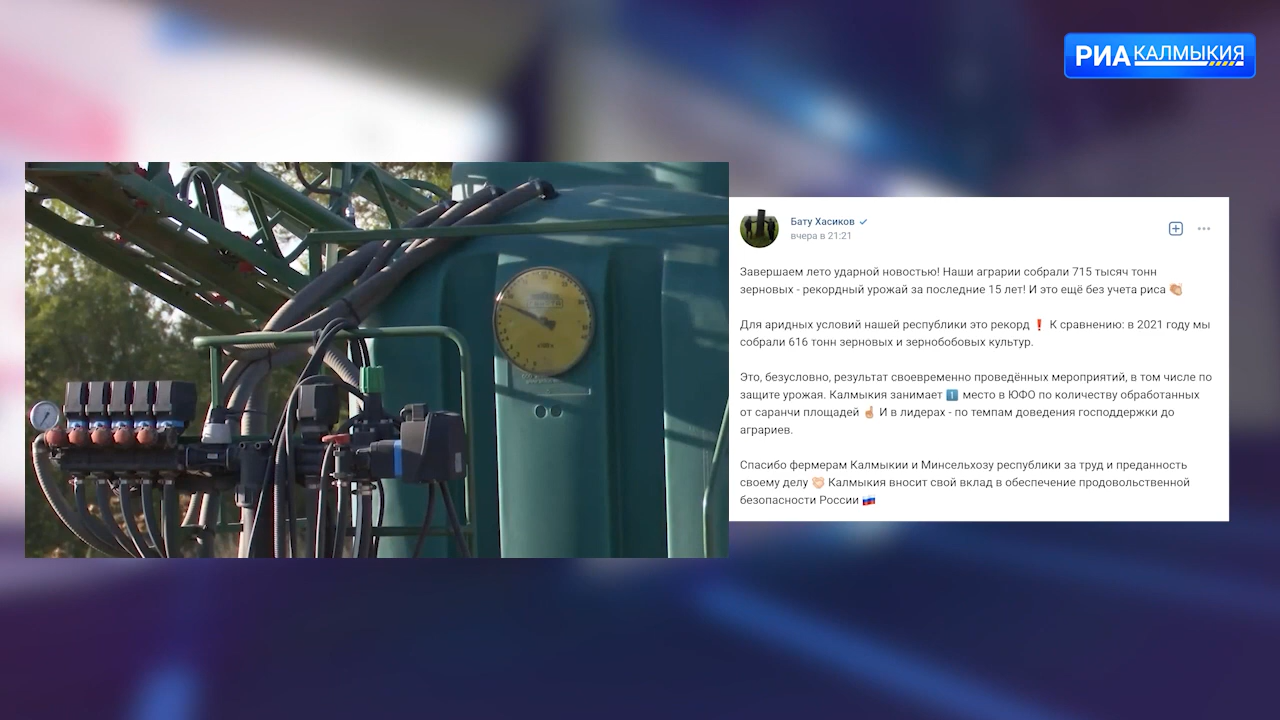 РИА КАЛМЫКИЯ
Бату Хасиков
вчера в 21:21
Завершаем лето ударной новостью! Наши аграрии собрали 715 тысяч тонн
зерновых - рекордный урожай за последние 15 лет! И это ещё без учета риса 👏🏻
Для аридных условий нашей республики это рекорд ❗ К сравнению: в 2021 году мы
собрали 616 тонн зерновых и зернобобовых культур.
Это, безусловно, результат своевременно проведённых мероприятий, в том числе по
защите урожая. Калмыкия занимает 1️⃣ место в ЮФО по количеству обработанных
от саранчи площадей ☝🏻 И в лидерах - по темпам доведения господдержки до
аграриев.
Спасибо фермерам Калмыкии и Минсельхозу республики за труд и преданность
своему делу 👏🏻 Калмыкия вносит свой вклад в обеспечение продовольственной
безопасности России 🇷🇺